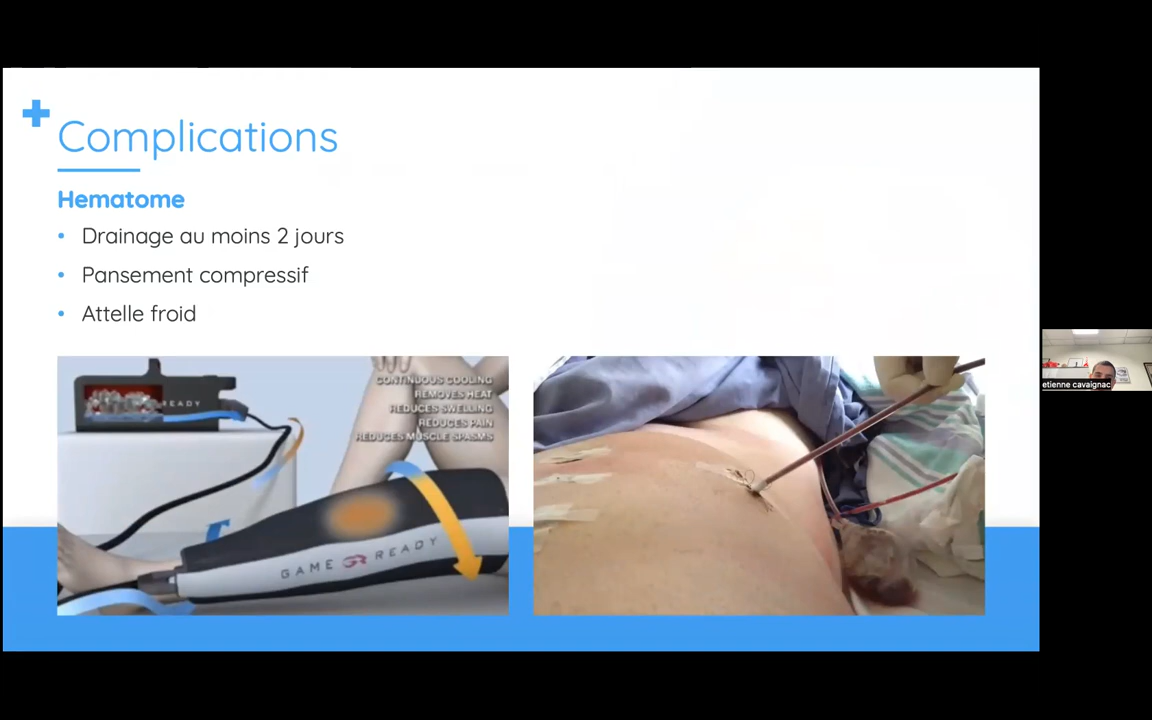 Complications
Hematome
Drainage au moins 2 jours
Pansement compressif
Attelle froid
CONTINUOUS COOLING
REMOVES HEAT
REDUCES SWELLING
REDUCES PAIN
REDUCES MUSCLE SPASMS
READY
GAME READY
etienne cavaignac